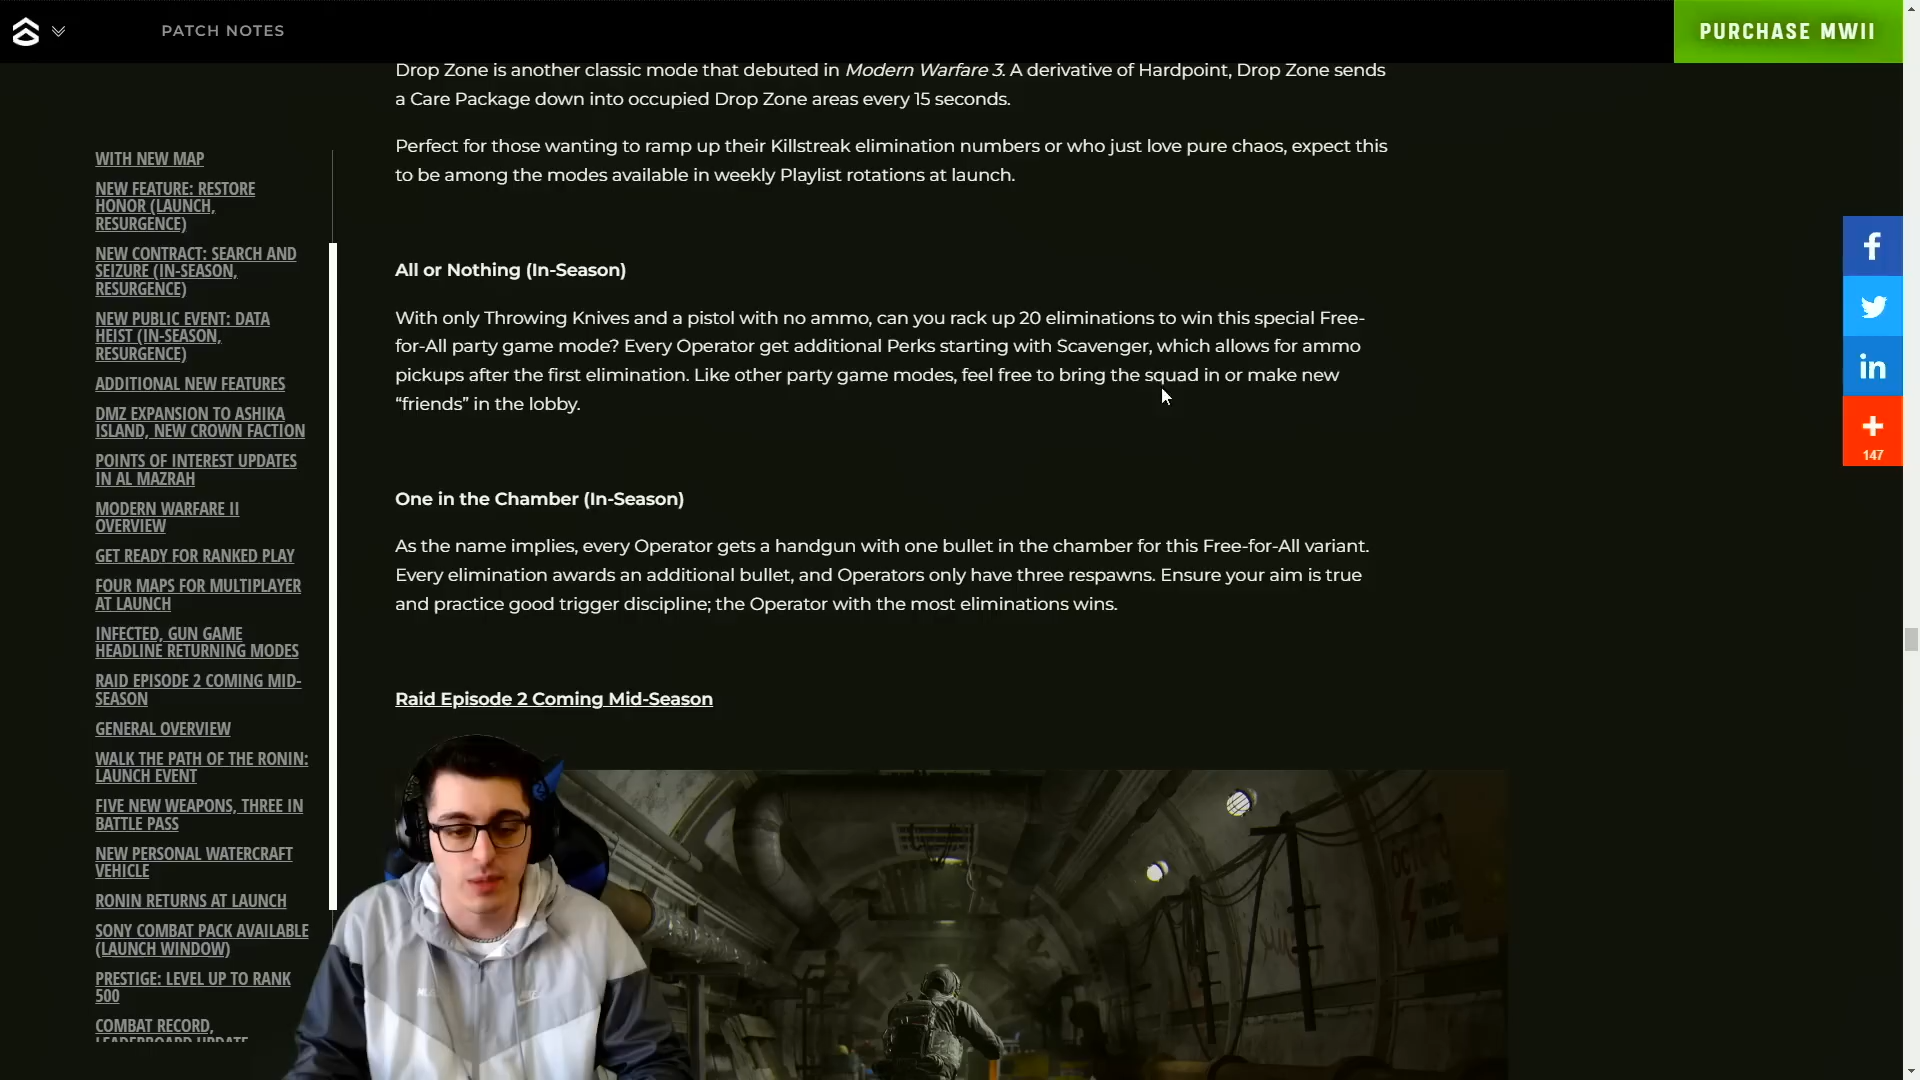 PATCH NOTES
PURCHASE MWII
Drop Zone is another classic mode that debuted in Modern Warfare 3. A derivative of Hardpoint, Drop Zone sends
a Care Package down into occupied Drop Zone areas every 15 seconds.
Perfect for those wanting to ramp up their Killstreak elimination numbers or who just love pure chaos, expect this
to be among the modes available in weekly Playlist rotations at launch.
All or Nothing (In-Season)
With only Throwing Knives and a pistol with no ammo, can you rack up 20 eliminations to win this special Free-
for-All party game mode? Every Operator get additional Perks starting with Scavenger, which allows for ammo
pickups after the first elimination. Like other party game modes, feel free to bring the squad in or make new
“friends” in the lobby.
One in the Chamber (In-Season)
As the name implies, every Operator gets a handgun with one bullet in the chamber for this Free-for-All variant.
Every elimination awards an additional bullet, and Operators only have three respawns. Ensure your aim is true
and practice good trigger discipline; the Operator with the most eliminations wins.
Raid Episode 2 Coming Mid-Season
WITH NEW MAP
NEW FEATURE: RESTORE
HONOR (LAUNCH,
RESURGENCE)
NEW CONTRACT: SEARCH AND
SEIZURE (IN-SEASON,
RESURGENCE)
NEW PUBLIC EVENT: DATA
HEIST (IN-SEASON,
RESURGENCE)
ADDITIONAL NEW FEATURES
DMZ EXPANSION TO ASHIKA
ISLAND, NEW CROWN FACTION
POINTS OF INTEREST UPDATES
IN AL MAZRAH
MODERN WARFARE II
OVERVIEW
GET READY FOR RANKED PLAY
FOUR MAPS FOR MULTIPLAYER
AT LAUNCH
INFECTED, GUN GAME
HEADLINE RETURNING MODES
RAID EPISODE 2 COMING MID-
SEASON
GENERAL OVERVIEW
WALK THE PATH OF THE RONIN:
LAUNCH EVENT
FIVE NEW WEAPONS, THREE IN
BATTLE PASS
NEW PERSONAL WATERCRAFT
VEHICLE
RONIN RETURNS AT LAUNCH
SONY COMBAT PACK AVAILABLE
(LAUNCH WINDOW)
PRESTIGE: LEVEL UP TO RANK
500
COMBAT RECORD,
LEADERBOARD UPDATE
147